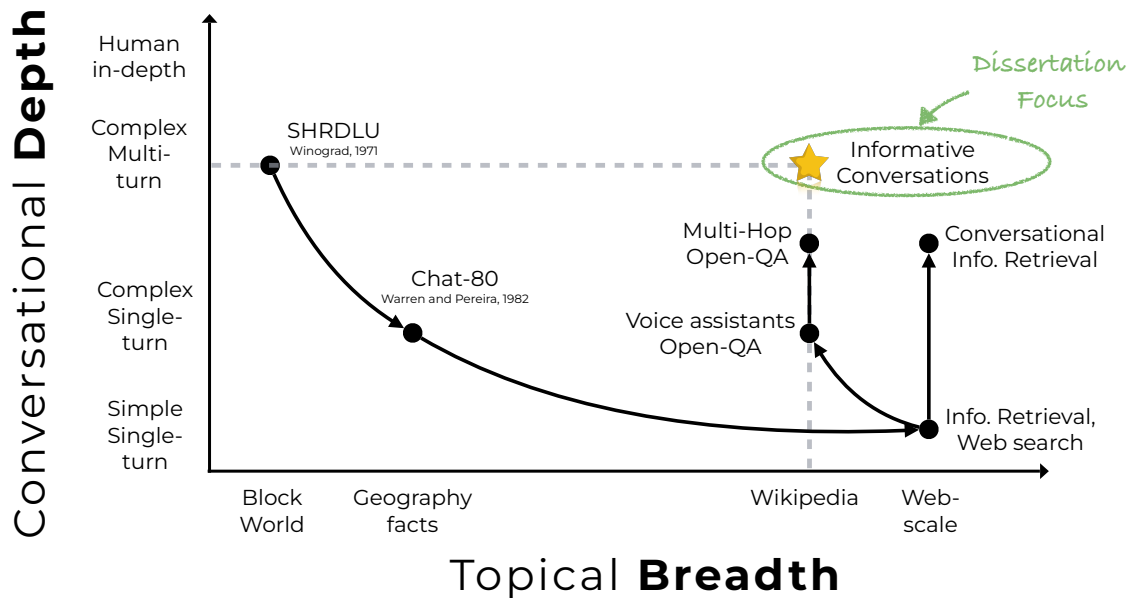 Conversational Depth
Human
in-depth
Complex
Multi-
turn
Complex
Single-
turn
Simple
Single-
turn
SHRDLU
Winograd, 1971
Chat-80
Warren and Pereira, 1982
Dissertation
Focus
Informative
Conversations
Multi-Hop
Open-QA
Conversational
Info. Retrieval
Voice assistants
Open-QA
Info. Retrieval,
Web search
Block
World
Geography
facts
Wikipedia
Web-
scale
Topical Breadth